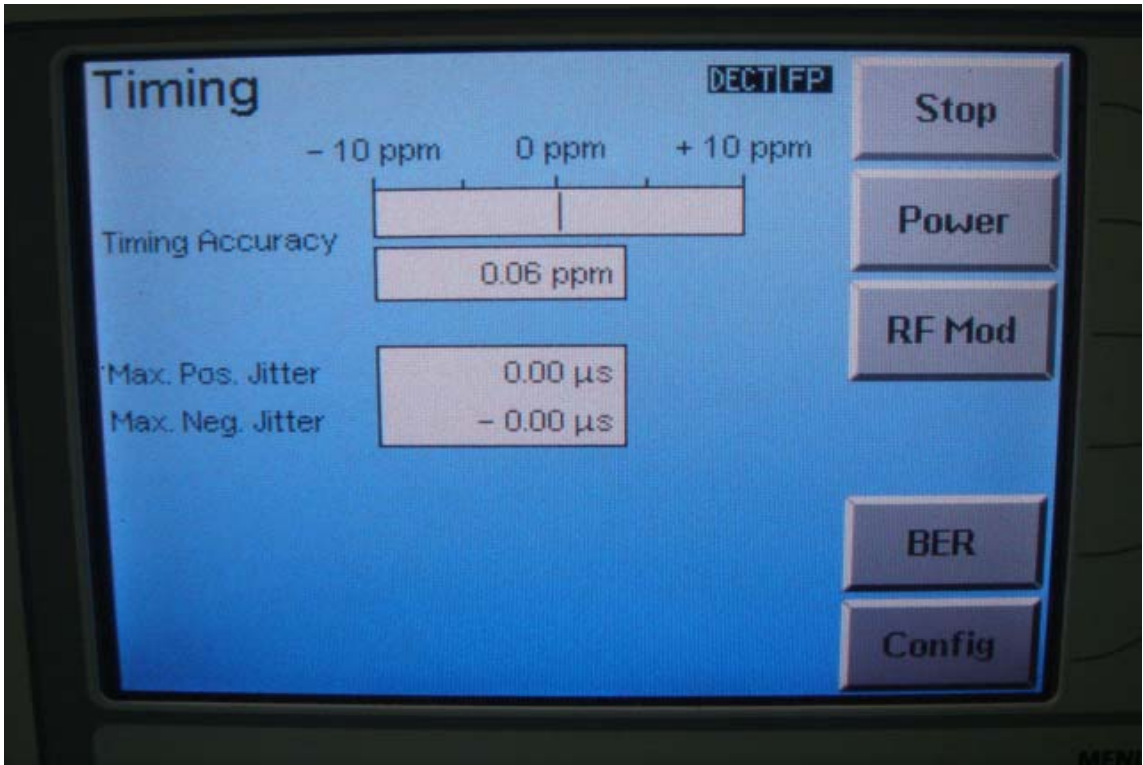 Timing
DECT FP
− 10 ppm 0 ppm + 10 ppm
Timing Accuracy
0.06 ppm
Max. Pos. Jitter 0.00 µs
Max. Neg. Jitter − 0.00 µs
Stop
Power
RF Mod
BER
Config